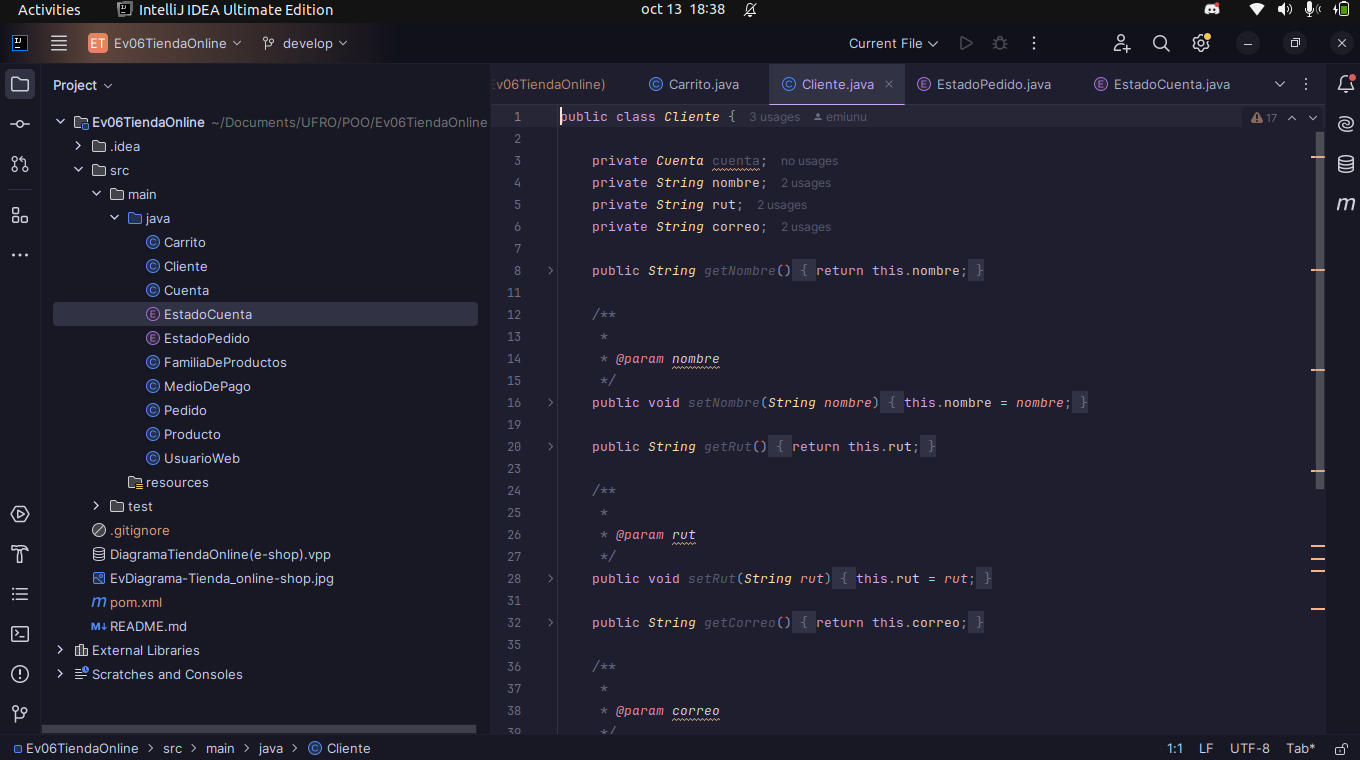 Activities IntelliJ IDEA Ultimate Edition oct 13 18:38
ET Ev06TiendaOnline develop Current File
Project
Ev06TiendaOnline ~/Documents/UFRO/POO/Ev06TiendaOnline
.idea
src
main
java
Carrito
Cliente
Cuenta
EstadoCuenta
EstadoPedido
FamiliaDeProductos
MedioDePago
Pedido
Producto
UsuarioWeb
resources
test
.gitignore
DiagramaTiendaOnline(e-shop).vpp
EvDiagrama-Tienda_online-shop.jpg
pom.xml
README.md
External Libraries
Scratches and Consoles
Ev06TiendaOnline) Carrito.java Cliente.java EstadoPedido.java EstadoCuenta.java
1 public class Cliente { 3 usages emiunu 17
2
3 private Cuenta cuenta; no usages
4 private String nombre; 2 usages
5 private String rut; 2 usages
6 private String correo; 2 usages
7
8 public String getNombre() { return this.nombre; }
11
12 /**
13 *
14 * @param nombre
15 */
16 public void setNombre(String nombre) { this.nombre = nombre; }
19
20 public String getRut() { return this.rut; }
23
24 /**
25 *
26 * @param rut
27 */
28 public void setRut(String rut) { this.rut = rut; }
31
32 public String getCorreo() { return this.correo; }
35
36 /**
37 *
38 * @param correo
39 */
Ev06TiendaOnline > src > main > java > Cliente 1:1 LF UTF-8 Tab*